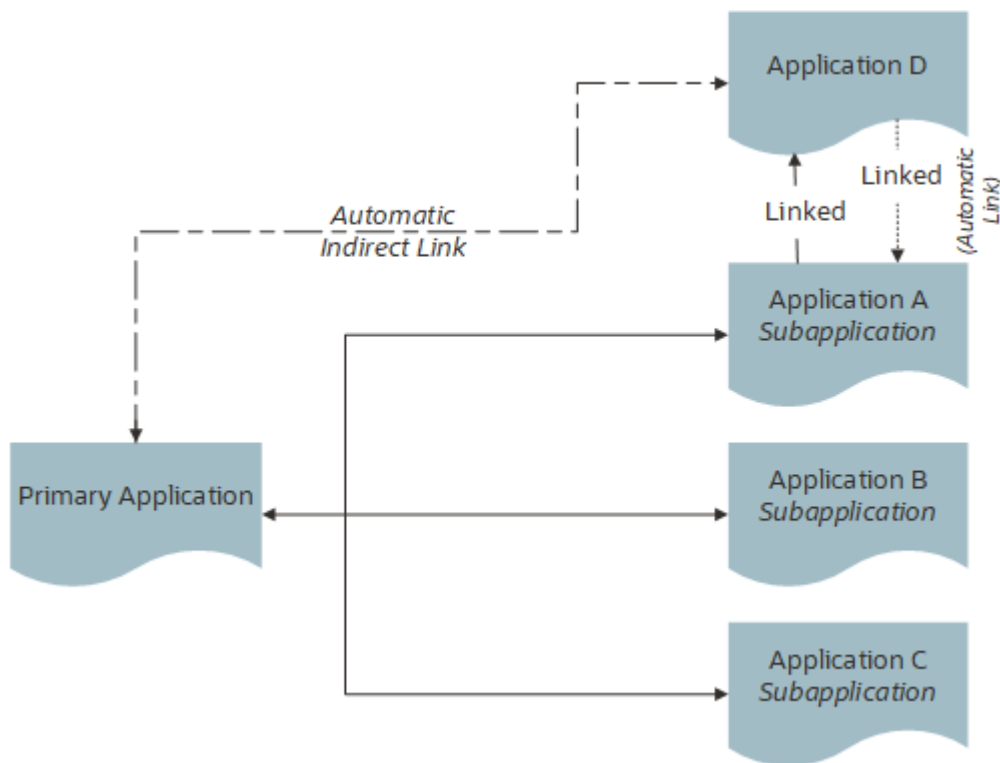 Application D
Linked
(Automatic
Link)
Linked
Automatic
Indirect Link
Application A
Subapplication
Primary Application
Application B
Subapplication
Application C
Subapplication